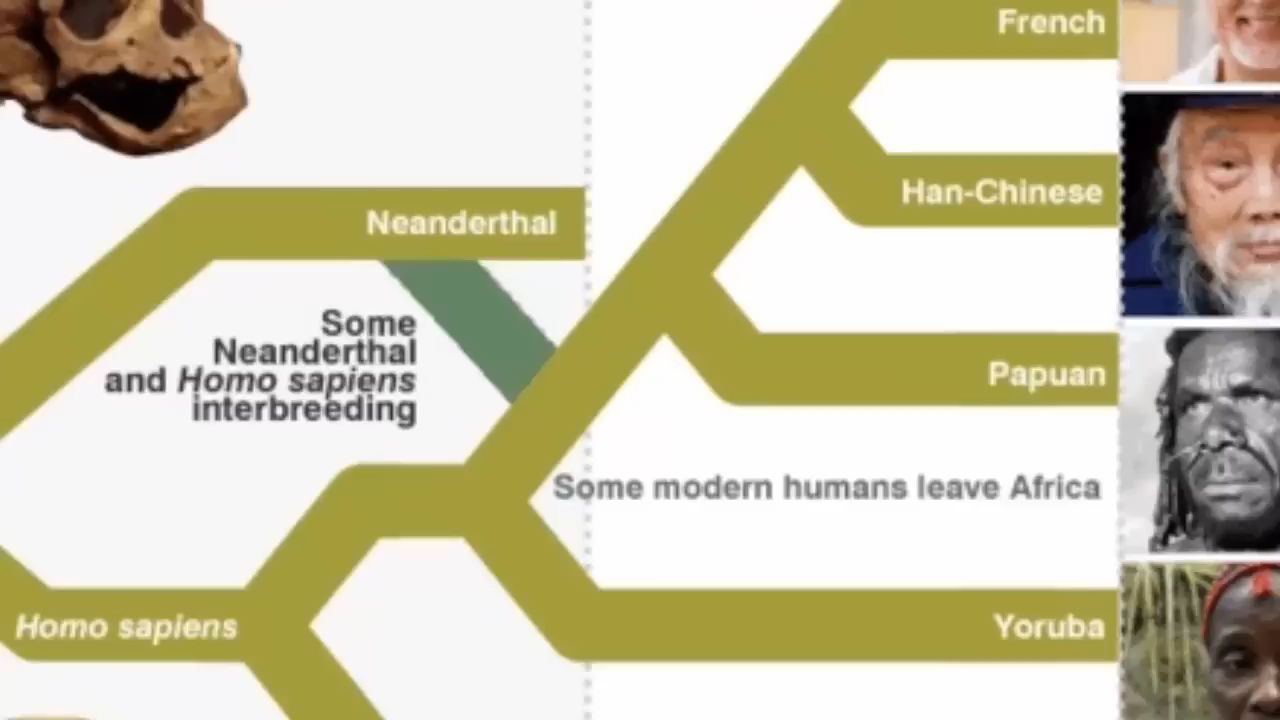 French
Han-Chinese
Neanderthal
Some
Neanderthal
and Homo sapiens
interbreeding
Papuan
Some modern humans leave Africa
Homo sapiens
Yoruba